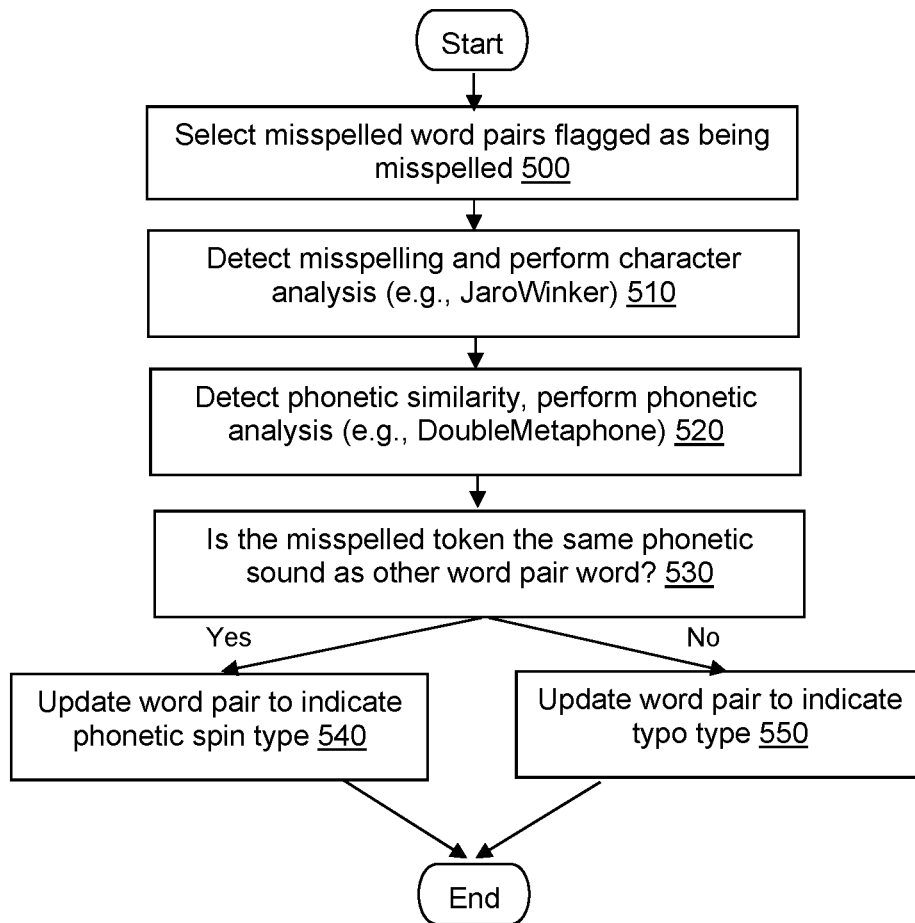 Start
Select misspelled word pairs flagged as being
misspelled 500
Detect misspelling and perform character
analysis (e.g., JaroWinker) 510
Detect phonetic similarity, perform phonetic
analysis (e.g., DoubleMetaphone) 520
Is the misspelled token the same phonetic
sound as other word pair word? 530
Yes
No
Update word pair to indicate
phonetic spin type 540
Update word pair to indicate
typo type 550
End